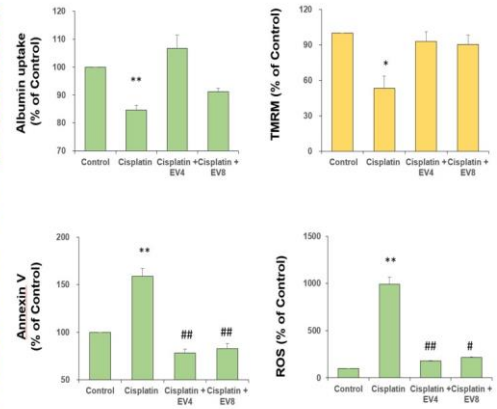 Albumin uptake
(% of Control)
120
110
100
90
80
70
**
Control
Cisplatin
Cisplatin +
EV4
Cisplatin +
EV8
TMRM (% of Control)
120
90
60
30
0
*
Control
Cisplatin
Cisplatin +
EV4
Cisplatin +
EV8
Annexin V
(% of Control)
200
150
100
50
**
##
##
Control
Cisplatin
Cisplatin +
EV4
Cisplatin +
EV8
ROS (% of Control)
1500
1000
500
0
**
##
#
Control
Cisplatin
Cisplatin +
EV4
Cisplatin +
EV8